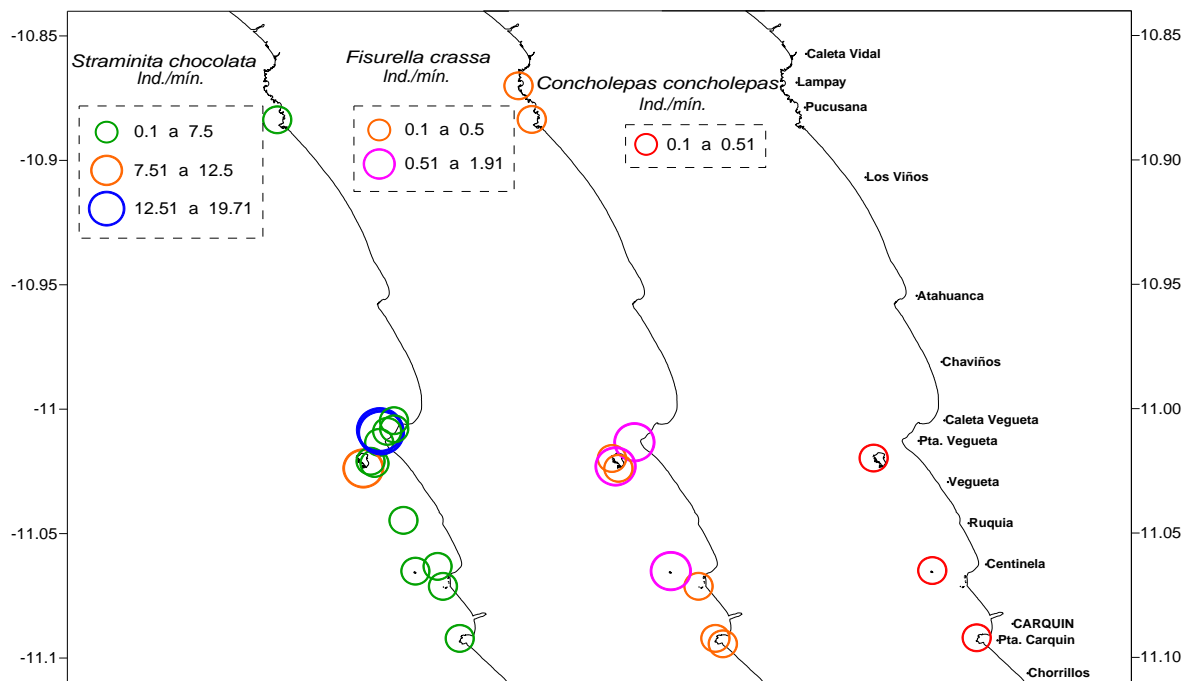 -10.85
-10.9
-10.95
-11
-11.05
-11.1
Straminita chocolata
Ind./mín.
0.1 a 7.5
7.51 a 12.5
12.51 a 19.71
Fisurella crassa
Ind./mín.
0.1 a 0.5
0.51 a 1.91
Concholepas concholepas
Ind./mín.
0.1 a 0.51
Caleta Vidal
Lampay
Pucusana
Los Viños
Atahuanca
Chaviños
Caleta Vegueta
Pta. Vegueta
Vegueta
Ruquia
Centinela
CARQUIN
Pta. Carquin
Chorrillos
-10.85
-10.90
-10.95
-11.00
-11.05
-11.10